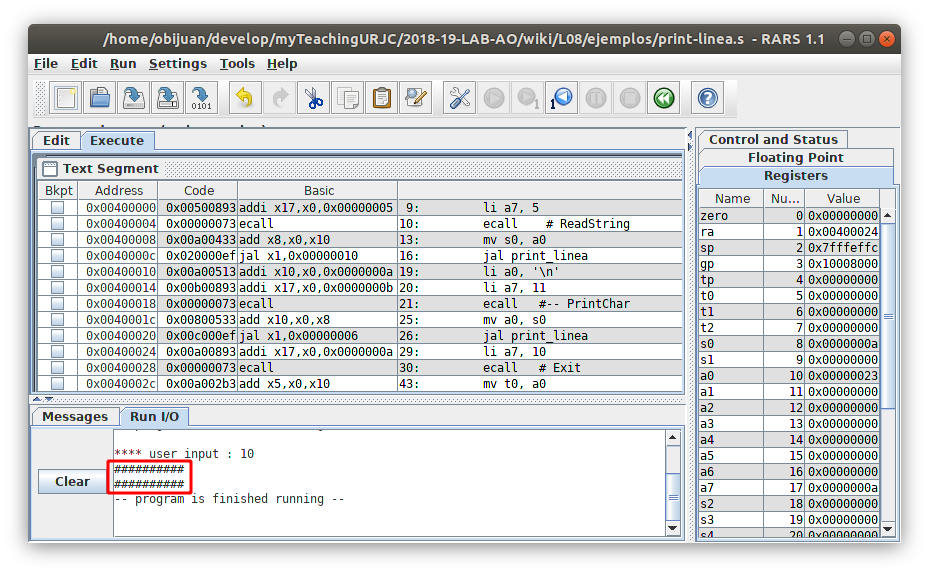 /home/obijuan/develop/myTeachingURJC/2018-19-LAB-AO/wiki/L08/ejemplos/print-linea.s - RARS 1.1
File Edit Run Settings Tools Help
Edit Execute
Text Segment
Bkpt Address Code Basic
0x00400000 0x00500893 addi x17,x0,0x00000005 9: li a7, 5
0x00400004 0x00000073 ecall 10: ecall # ReadString
0x00400008 0x00a00433 add x8,x0,x10 13: mv s0, a0
0x0040000c 0x020000ef jal x1,0x00000010 16: jal print_linea
0x00400010 0x00a00513 addi x10,x0,0x0000000a 19: li a0, '\n'
0x00400014 0x00b00893 addi x17,x0,0x0000000b 20: li a7, 11
0x00400018 0x00000073 ecall 21: ecall #-- PrintChar
0x0040001c 0x00800533 add x10,x0,x8 25: mv a0, s0
0x00400020 0x00c000ef jal x1,0x00000006 26: jal print_linea
0x00400024 0x00a00893 addi x17,x0,0x0000000a 29: li a7, 10
0x00400028 0x00000073 ecall 30: ecall # Exit
0x0040002c 0x00a002b3 add x5,x0,x10 43: mv t0, a0
Messages Run I/O
Clear
**** user input : 10
##########
##########
-- program is finished running --
Control and Status
Floating Point
Registers
Name Nu... Value
zero 0 0x00000000
ra 1 0x00400024
sp 2 0x7fffeffc
gp 3 0x10008000
tp 4 0x00000000
t0 5 0x00000000
t1 6 0x00000000
t2 7 0x00000000
s0 8 0x0000000a
s1 9 0x00000000
a0 10 0x00000023
a1 11 0x00000000
a2 12 0x00000000
a3 13 0x00000000
a4 14 0x00000000
a5 15 0x00000000
a6 16 0x00000000
a7 17 0x0000000a
s2 18 0x00000000
s3 19 0x00000000
s4 20 0x00000000